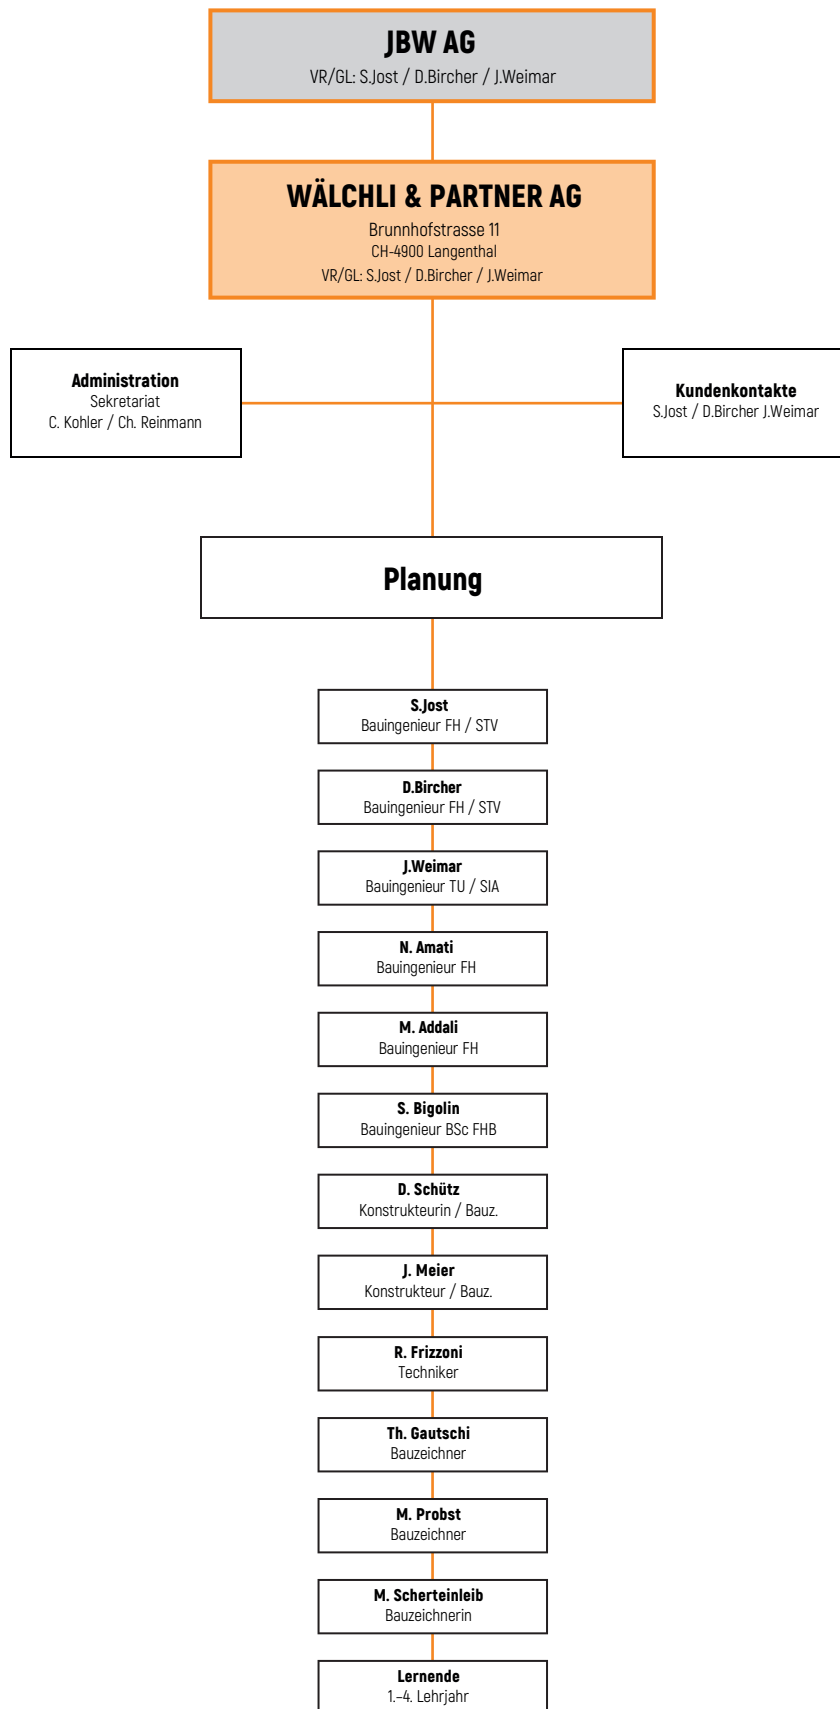 JBW AG
VR/GL: S.Jost / D.Bircher / J.Weimar
WÄLCHLI & PARTNER AG
Brunnhofstrasse 11
CH-4900 Langenthal
VR/GL: S.Jost / D.Bircher / J.Weimar
Administration
Sekretariat
C. Kohler / Ch. Reinmann
Kundenkontakte
S.Jost / D.Bircher J.Weimar
Planung
S.Jost
Bauingenieur FH / STV
D.Bircher
Bauingenieur FH / STV
J.Weimar
Bauingenieur TU / SIA
N. Amati
Bauingenieur FH
M. Addali
Bauingenieur FH
S. Bigolin
Bauingenieur BSc FHB
D. Schütz
Konstrukteurin / Bauz.
J. Meier
Konstrukteur / Bauz.
R. Frizzoni
Techniker
Th. Gautschi
Bauzeichner
M. Probst
Bauzeichner
M. Scherteinleib
Bauzeichnerin
Lernende
1.–4. Lehrjahr